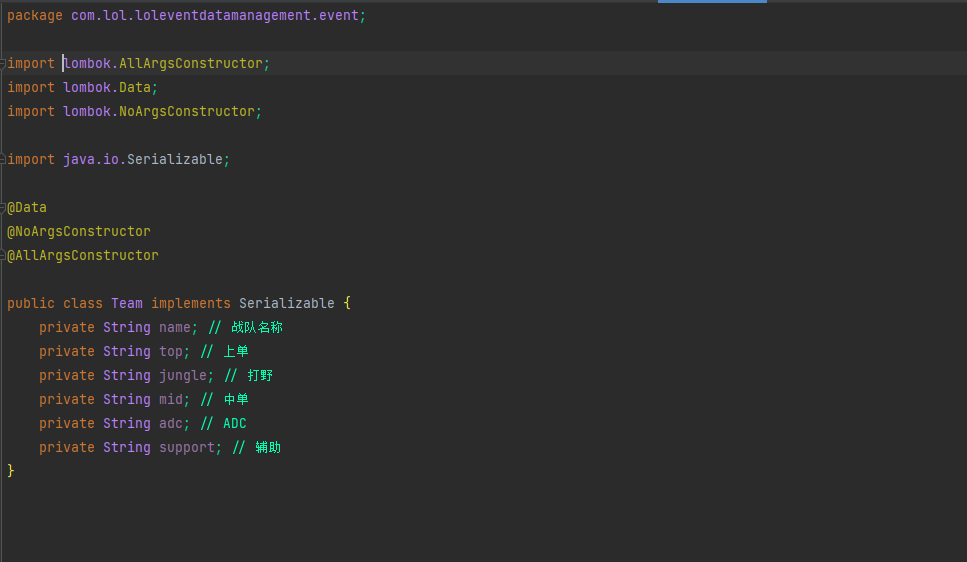 package com.lol.loleventdatamanagement.event;
import lombok.AllArgsConstructor;
import lombok.Data;
import lombok.NoArgsConstructor;
import java.io.Serializable;
@Data
@NoArgsConstructor
@AllArgsConstructor
public class Team implements Serializable {
    private String name; // 战队名称
    private String top; // 上单
    private String jungle; // 打野
    private String mid; // 中单
    private String adc; // ADC
    private String support; // 辅助
}